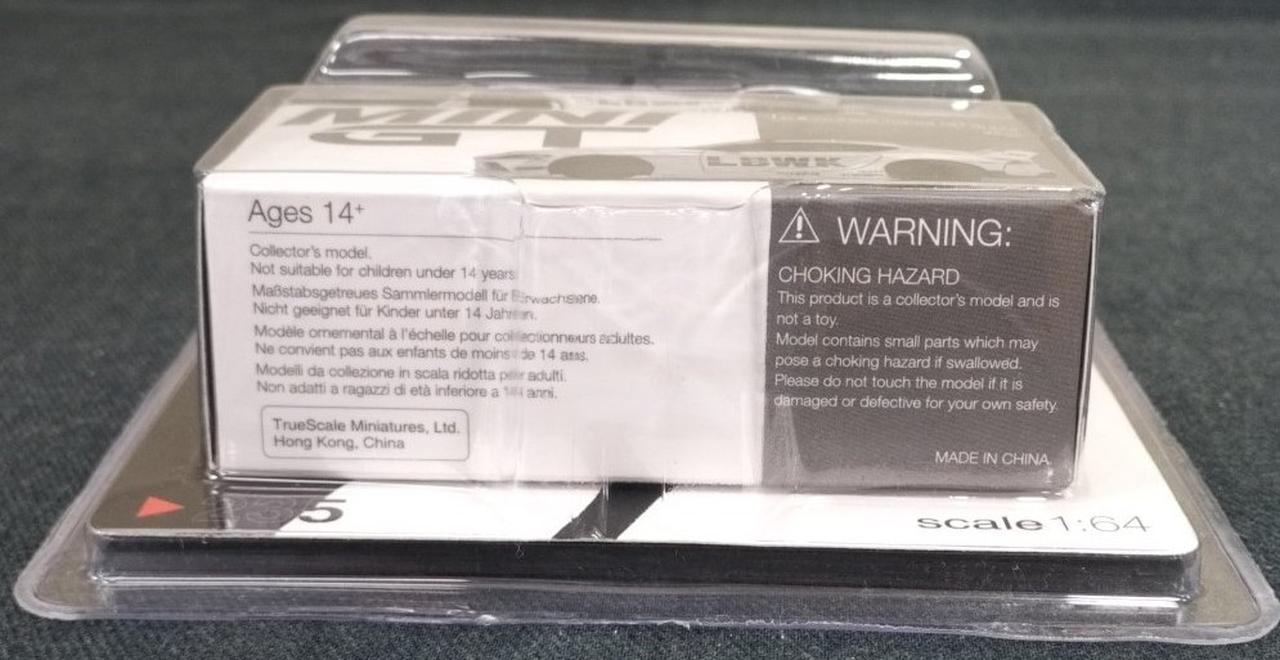 MINI
GT
LBWK
Ages 14+
Collector's model.
Not suitable for children under 14 years
Maßstabsgetreues Sammlermodell für Erwachsene.
Nicht geeignet für Kinder unter 14 Jahren.
Modèle ornemental à l'échelle pour collectionneurs adultes.
Ne convient pas aux enfants de moins de 14 ans.
Modelli da collezione in scala ridotta per adulti.
Non adatti a ragazzi di età inferiore a 14 anni.
TrueScale Miniatures, Ltd.
Hong Kong, China
WARNING:
CHOKING HAZARD
This product is a collector's model and is
not a toy.
Model contains small parts which may
pose a choking hazard if swallowed.
Please do not touch the model if it is
damaged or defective for your own safety.
MADE IN CHINA
scale 1:64